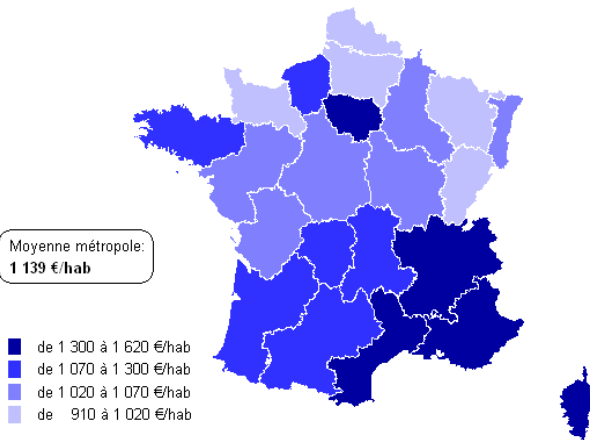 Moyenne métropole:
1 139 €/hab
de 1 300 à 1 620 €/hab
de 1 070 à 1 300 €/hab
de 1 020 à 1 070 €/hab
de 910 à 1 020 €/hab